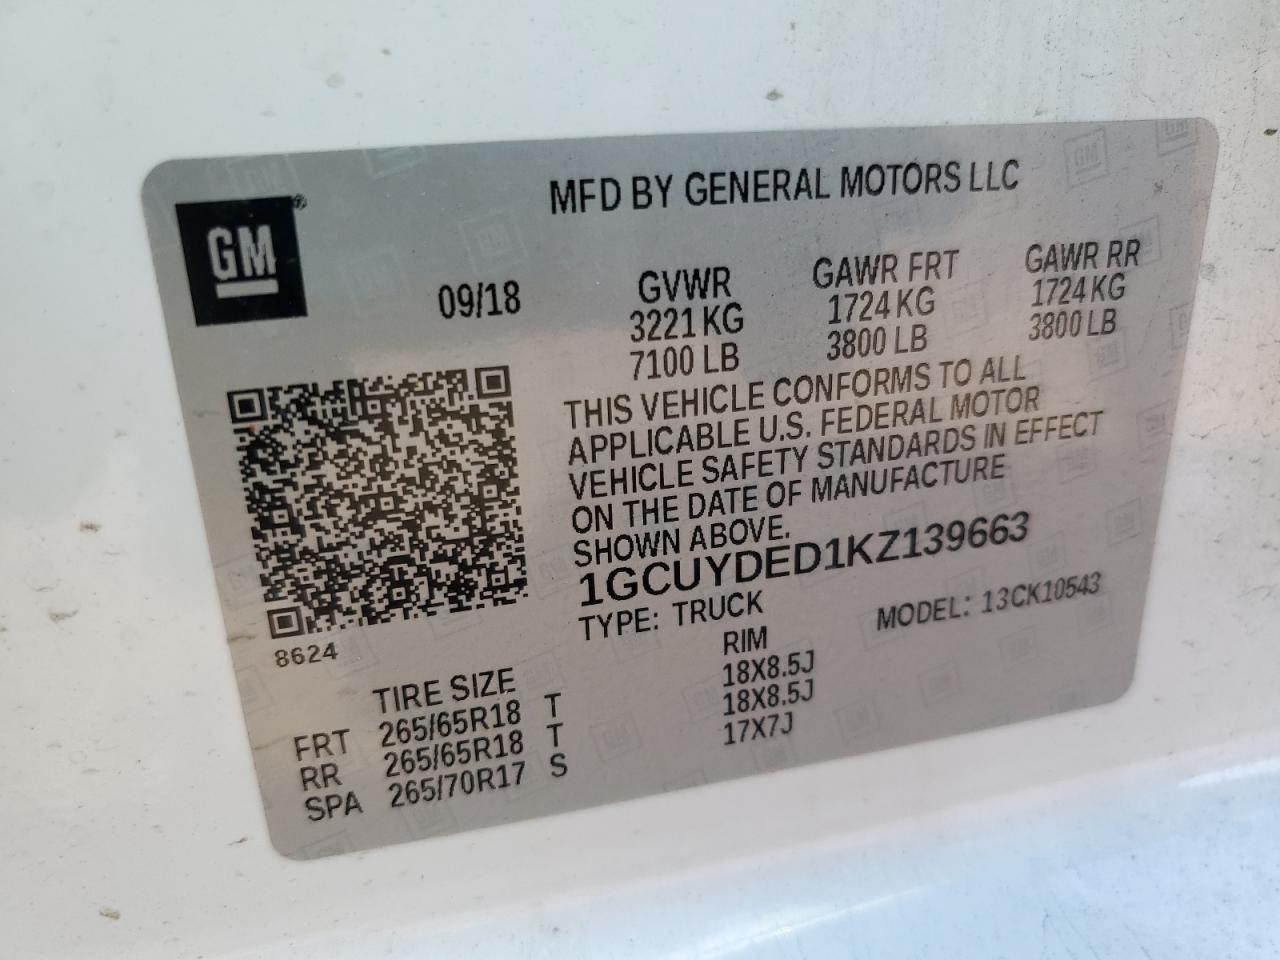 GM®
MFD BY GENERAL MOTORS LLC
09/18
GVWR GAWR FRT GAWR RR
3221 KG 1724 KG 1724 KG
7100 LB 3800 LB 3800 LB
THIS VEHICLE CONFORMS TO ALL
APPLICABLE U.S. FEDERAL MOTOR
VEHICLE SAFETY STANDARDS IN EFFECT
ON THE DATE OF MANUFACTURE
SHOWN ABOVE.
1GCUYDED1KZ139663
TYPE: TRUCK MODEL: 13CK10543
8624
TIRE SIZE RIM
FRT 265/65R18 T 18X8.5J
RR 265/65R18 T 18X8.5J
SPA 265/70R17 S 17X7J